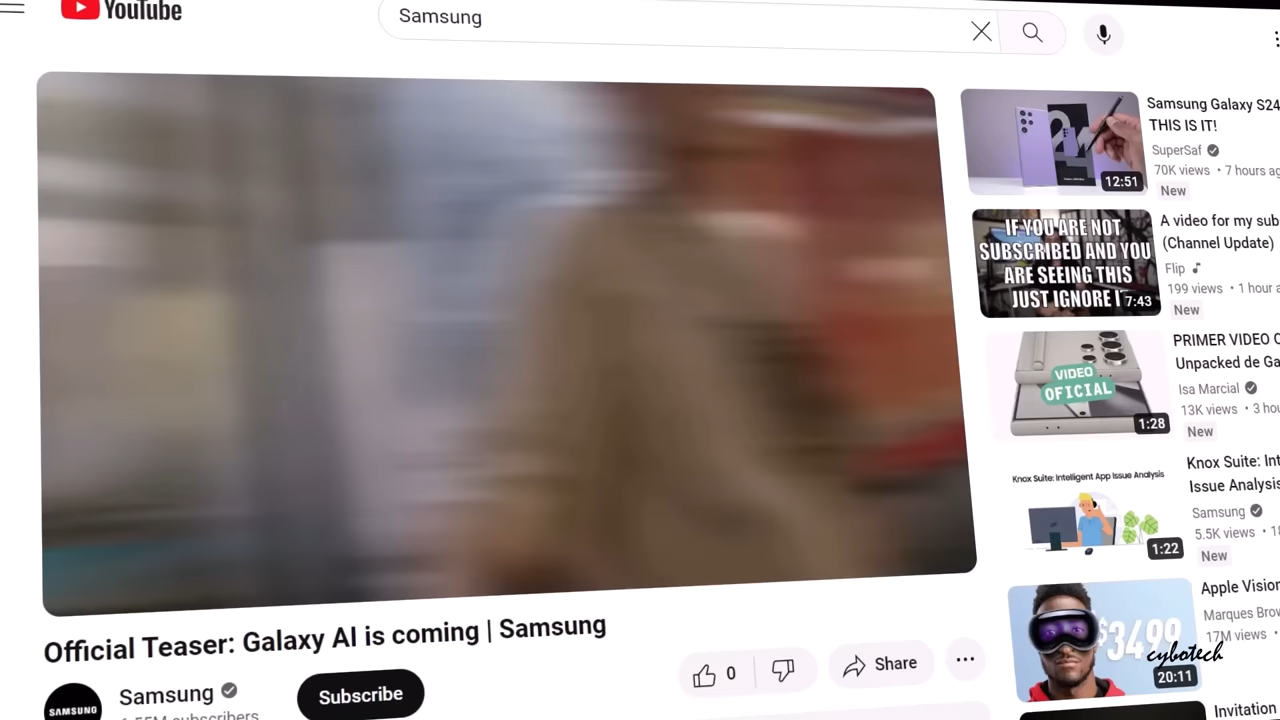 YouTube
Samsung
Official Teaser: Galaxy AI is coming | Samsung
SAMSUNG
Samsung
Subscribe
0
Share
12:51
Samsung Galaxy S24
THIS IS IT!
SuperSaf
70K views • 7 hours ag
New
IF YOU ARE NOT
SUBSCRIBED AND YOU
ARE SEEING THIS
JUST IGNORE I
7:43
A video for my sub
(Channel Update)
Flip
199 views • 1 hour a
New
VIDEO
OFICIAL
1:28
PRIMER VIDEO O
Unpacked de Ga
Isa Marcial
13K views • 3 hou
New
Knox Suite: Intelligent App Issue Analysis
1:22
Knox Suite: Int
Issue Analysis
Samsung
5.5K views • 18
New
$3499
20:11
Apple Vision
Marques Brow
17M views •
cybotech
Invitation